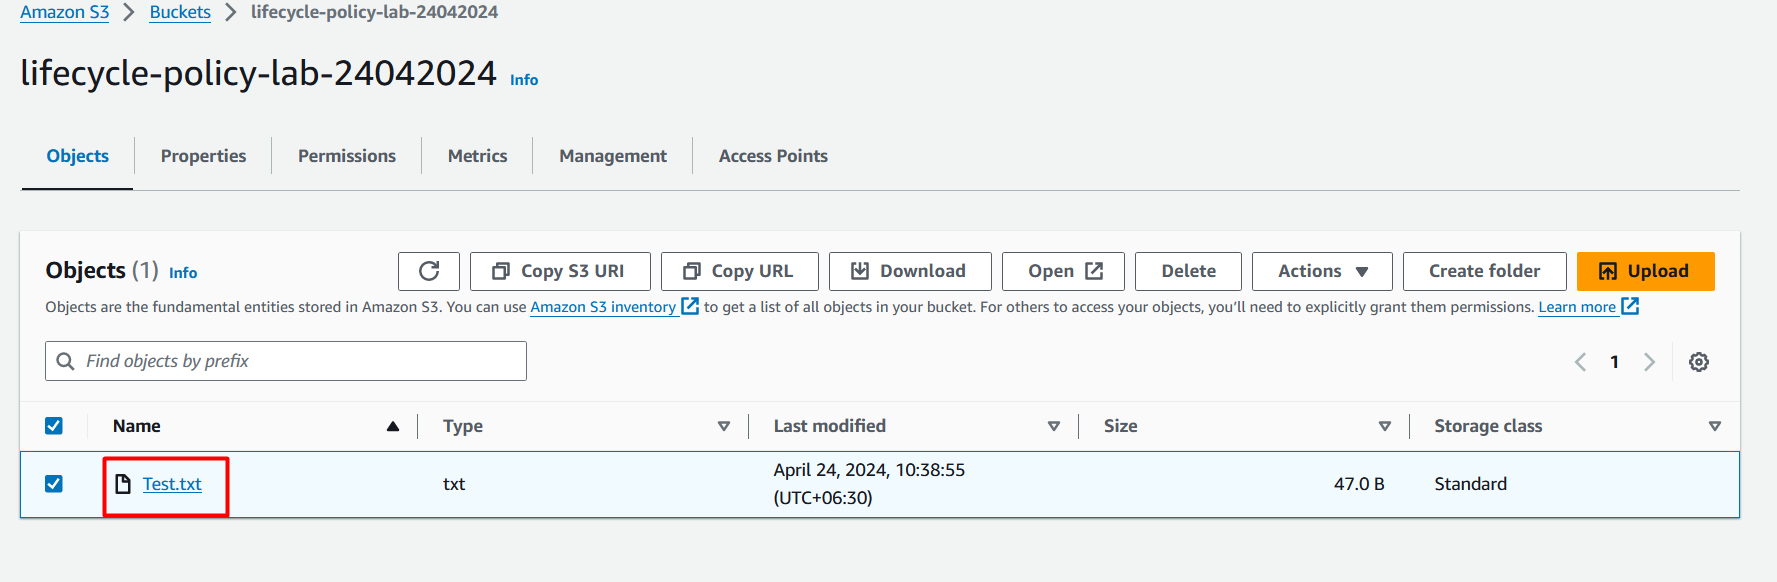 Amazon S3 > Buckets > lifecycle-policy-lab-24042024
lifecycle-policy-lab-24042024 Info
Objects Properties Permissions Metrics Management Access Points
Objects (1) Info Copy S3 URI Copy URL Download Open Delete Actions Create folder Upload
Objects are the fundamental entities stored in Amazon S3. You can use Amazon S3 inventory to get a list of all objects in your bucket. For others to access your objects, you’ll need to explicitly grant them permissions. Learn more
Find objects by prefix 1
Name Type Last modified Size Storage class
Test.txt txt April 24, 2024, 10:38:55 47.0 B Standard
(UTC+06:30)